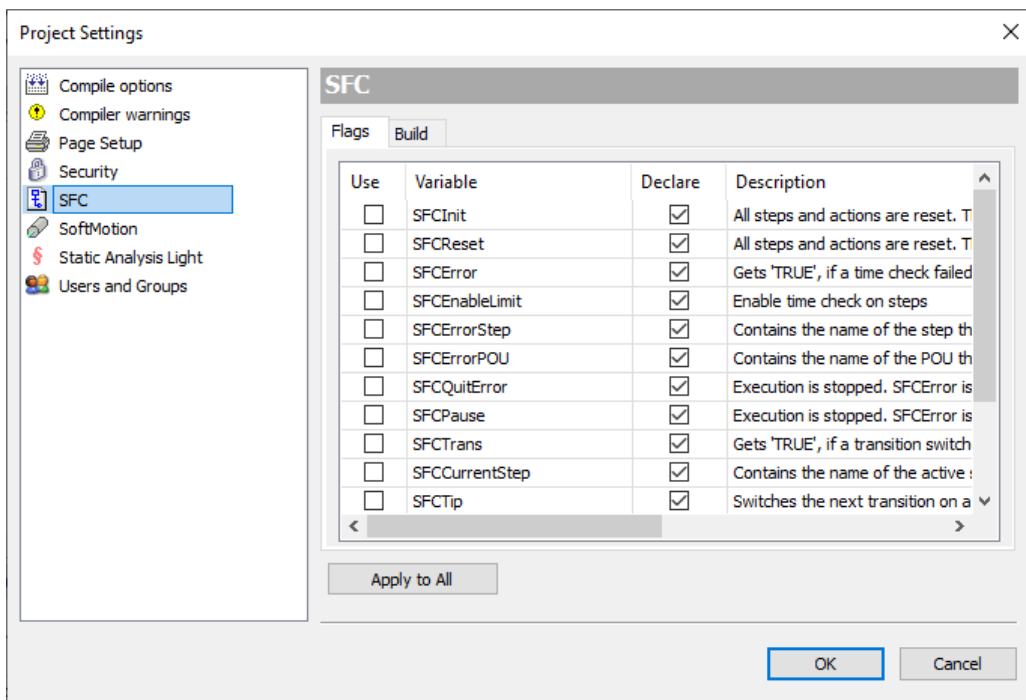 Project Settings
Compile options
Compiler warnings
Page Setup
Security
SFC
SoftMotion
Static Analysis Light
Users and Groups
SFC
Flags Build
Use Variable Declare Description
SFCInit All steps and actions are reset. T
SFCReset All steps and actions are reset. T
SFCError Gets 'TRUE', if a time check failed
SFCEnableLimit Enable time check on steps
SFCErrorStep Contains the name of the step th
SFCErrorPOU Contains the name of the POU th
SFCQuitError Execution is stopped. SFCError is
SFCPause Execution is stopped. SFCError is
SFCTrans Gets 'TRUE', if a transition switch
SFCCurrentStep Contains the name of the active
SFCTip Switches the next transition on a
Apply to All
OK Cancel